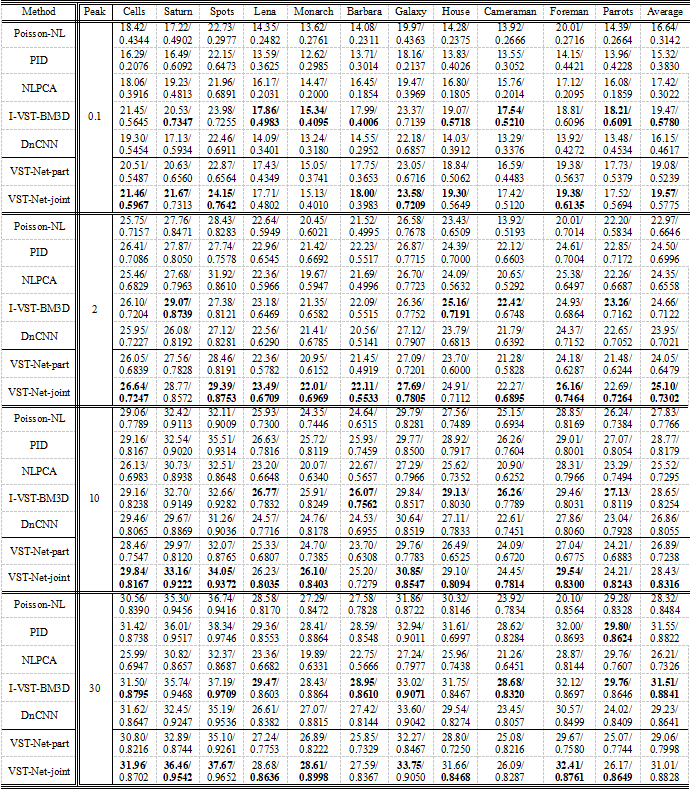 Method Peak Cells Saturn Spots Lena Monarch Barbara Galaxy House Cameraman Foreman Parrots Average
Poisson-NL 0.1 18.42/ 17.22/ 22.73/ 14.35/ 13.62/ 14.08/ 19.97/ 14.28/ 13.92/ 20.01/ 14.39/ 16.64/
0.4344 0.4902 0.2977 0.2482 0.2761 0.2311 0.4363 0.2375 0.2666 0.2716 0.2664 0.3142
PID 16.29/ 16.49/ 22.15/ 13.59/ 12.62/ 13.71/ 18.16/ 13.83/ 13.55/ 14.15/ 13.96/ 15.32/
0.2076 0.6092 0.6473 0.3625 0.2985 0.3014 0.2137 0.4026 0.3052 0.4421 0.4228 0.3830
NLPCA 18.06/ 19.23/ 21.96/ 16.17/ 14.47/ 16.45/ 19.47/ 16.80/ 15.76/ 17.12/ 16.08/ 17.42/
0.3916 0.4813 0.6891 0.2031 0.2000 0.1854 0.3969 0.1805 0.2014 0.2095 0.1859 0.3022
I-VST-BM3D 21.45/ 20.53/ 23.98/ 17.86/ 15.34/ 17.99/ 23.37/ 19.07/ 17.54/ 18.81/ 18.21/ 19.47/
0.5645 0.7347 0.7255 0.4983 0.4095 0.4006 0.7139 0.5718 0.5210 0.6096 0.6091 0.5780
DnCNN 19.30/ 17.13/ 22.46/ 14.09/ 13.24/ 14.55 22.18/ 14.03/ 13.29/ 13.92/ 13.48/ 16.15/
0.5454 0.5934 0.6911 0.3401 0.3180 0.2952 0.6857 0.3912 0.3376 0.4272 0.4534 0.4617
VST-Net-part 20.51/ 20.63/ 22.87/ 17.43/ 15.05/ 17.75/ 23.05/ 18.84/ 16.59/ 19.38/ 17.73/ 19.08/
0.5487 0.6560 0.6564 0.4349 0.3741 0.3653 0.6716 0.5062 0.4483 0.5637 0.5379 0.5239
VST-Net-joint 21.46/ 21.67/ 24.15/ 17.71/ 15.13/ 18.00/ 23.58/ 19.30/ 17.42/ 19.38/ 17.52/ 19.57/
0.5967 0.7313/ 0.7642 0.4802 0.4010 0.3983 0.7209 0.5649 0.5120 0.6135 0.5694 0.5775
Poisson-NL 2 25.75/ 27.76/ 28.43/ 22.64/ 20.45/ 21.52/ 26.58/ 23.43/ 13.92/ 20.01/ 22.20/ 22.97/
0.7157 0.8471 0.8283 0.5949 0.6021 0.4995 0.7678 0.6509 0.5193 0.7014 0.5834 0.6646
PID 26.41/ 27.87/ 27.74/ 22.96/ 21.42/ 22.23/ 26.87/ 24.39/ 22.12/ 24.61/ 22.85/ 24.50/
0.7086 0.8050 0.7578 0.6545 0.6692 0.5517 0.7715 0.7000 0.6603 0.7004 0.7172 0.6996
NLPCA 25.46/ 27.68/ 31.92/ 22.36/ 19.67/ 21.69/ 26.70/ 24.09/ 20.65/ 25.38/ 22.26/ 24.35/
0.6829 0.7963 0.8610 0.5966 0.5947 0.4996 0.7723 0.5632 0.5292 0.6497 0.6687 0.6558
I-VST-BM3D 26.10/ 29.07/ 27.38/ 23.18/ 21.35/ 22.09/ 26.36/ 25.16/ 22.42/ 24.93/ 23.26/ 24.66/
0.7204 0.8739 0.8121 0.6469 0.6582 0.5515 0.7752 0.7191 0.6748 0.6864 0.7162 0.7122
DnCNN 25.95/ 26.08/ 27.12/ 22.56/ 21.41/ 20.56/ 27.12/ 23.79/ 21.79/ 24.37/ 22.65/ 23.95/
0.7227 0.8192 0.8281 0.6290 0.6785 0.5141 0.7907 0.6813 0.6392 0.7152 0.7052 0.7021
VST-Net-part 26.05/ 27.56/ 28.46/ 22.36/ 20.95/ 21.45/ 27.09/ 23.70/ 21.28/ 24.18/ 21.48/ 24.05/
0.6839 0.7828 0.8191 0.5782 0.6152 0.4919 0.7201 0.6000 0.5828 0.6287 0.6244 0.6479
VST-Net-joint 26.64/ 28.77/ 29.39/ 23.49/ 22.01/ 22.11/ 27.69/ 24.91/ 22.27/ 26.16/ 22.69/ 25.10/
0.7247 0.8572 0.8753 0.6709 0.6969 0.5533 0.7805 0.7112 0.6895 0.7464 0.7264 0.7302
Poisson-NL 10 29.06/ 32.42/ 32.11/ 25.93/ 24.35/ 24.64/ 29.79/ 27.56/ 25.15/ 28.85/ 26.24/ 27.83/
0.7789 0.9113 0.9009 0.7300 0.7446 0.6515 0.8281 0.7489 0.6934 0.8169 0.7384 0.7766
PID 29.16/ 32.54/ 35.51/ 26.63/ 25.72/ 25.93/ 29.77/ 28.92/ 26.26/ 29.01/ 27.07/ 28.77/
0.8167 0.9020 0.9314 0.7816 0.8119 0.7459 0.8500 0.7917 0.7604 0.8001 0.8054 0.8179
NLPCA 26.13/ 30.73/ 32.51/ 23.20/ 20.07/ 22.67/ 29.27/ 25.62/ 20.90/ 28.31/ 23.29/ 25.52/
0.6983 0.8938 0.8648 0.6648 0.6340 0.5657 0.7966 0.7352 0.6252 0.7966 0.7494 0.7295
I-VST-BM3D 29.16/ 32.70/ 32.66/ 26.77/ 25.91/ 26.07/ 29.84/ 29.13/ 26.26/ 29.46/ 27.13/ 28.65/
0.8238 0.9149 0.9282 0.7832 0.8249 0.7562 0.8517 0.8030 0.7789 0.8031 0.8119 0.8254
DnCNN 29.46/ 29.67/ 31.26/ 24.57/ 24.76/ 24.53/ 30.64/ 27.11/ 22.61/ 27.86/ 23.04/ 26.86/
0.8065 0.8869 0.9036 0.7716 0.8178 0.6955 0.8519 0.7833 0.7451 0.8060 0.7928 0.8055
VST-Net-part 28.46/ 29.97/ 32.07/ 25.33/ 24.70/ 23.70/ 29.76/ 26.49/ 24.09/ 27.04/ 24.21/ 26.89/
0.7547 0.8120 0.8765 0.6807 0.7385 0.6308 0.7783 0.6525 0.6720 0.6775 0.6883 0.7238
VST-Net-joint 29.84/ 33.16/ 34.05/ 26.23/ 26.10/ 25.20/ 30.85/ 29.10/ 24.45/ 29.54/ 24.21/ 28.43/
0.8167 0.9222 0.9372 0.8035 0.8403 0.7279 0.8547 0.8094 0.7814 0.8300 0.8243 0.8316
Poisson-NL 30 30.56/ 35.30/ 36.74/ 28.58/ 27.29/ 27.58/ 31.86/ 30.32/ 23.92/ 20.10/ 29.28/ 28.32/
0.8390 0.9456 0.9416 0.8170 0.8472 0.7828 0.8722 0.8146 0.7834 0.8564 0.8328 0.8484
PID 31.42/ 36.01/ 38.34/ 29.36/ 28.41/ 28.59/ 32.94/ 31.61/ 28.62/ 32.00/ 29.80/ 31.55/
0.8738 0.9517 0.9746 0.8553 0.8864 0.8548 0.9011 0.6997 0.8284 0.8693 0.8624 0.8822
NLPCA 25.99/ 30.82/ 32.37/ 23.36/ 19.89/ 22.75/ 27.24/ 25.96/ 21.26/ 28.87/ 29.76/ 26.21/
0.6947 0.8657 0.8687 0.6682 0.6331 0.5666 0.7977 0.7438 0.6451 0.8144 0.7607 0.7326
I-VST-BM3D 31.50/ 35.74/ 37.19/ 29.47/ 28.43/ 28.95/ 33.02/ 31.75/ 28.68/ 32.12/ 29.76/ 31.51/
0.8795 0.9468 0.9709 0.8603 0.8864 0.8610 0.9071 0.8467 0.8320 0.8697 0.8646 0.8841
DnCNN 31.62/ 32.45/ 35.19/ 26.61/ 27.07/ 27.42/ 33.60/ 29.54/ 23.45/ 30.57/ 24.02/ 29.23/
0.8647 0.9247 0.9536 0.8382 0.8815 0.8144 0.9042 0.8274 0.8057 0.8499 0.8409 0.8641
VST-Net-part 30.80/ 32.89/ 35.10/ 27.24/ 26.89/ 25.85/ 32.27/ 28.80/ 25.08/ 29.67/ 25.07/ 29.06/
0.8216 0.8744 0.9261 0.7753 0.8222 0.7329 0.8467 0.7250 0.8216 0.7580 0.7744 0.7998
VST-Net-joint 31.96/ 36.46/ 37.67/ 28.68/ 28.61/ 27.59/ 33.75/ 31.66/ 26.09/ 32.41/ 26.17/ 31.01/
0.8702 0.9542 0.9652 0.8636 0.8998 0.8367 0.9050 0.8468 0.8287 0.8761 0.8649 0.8828